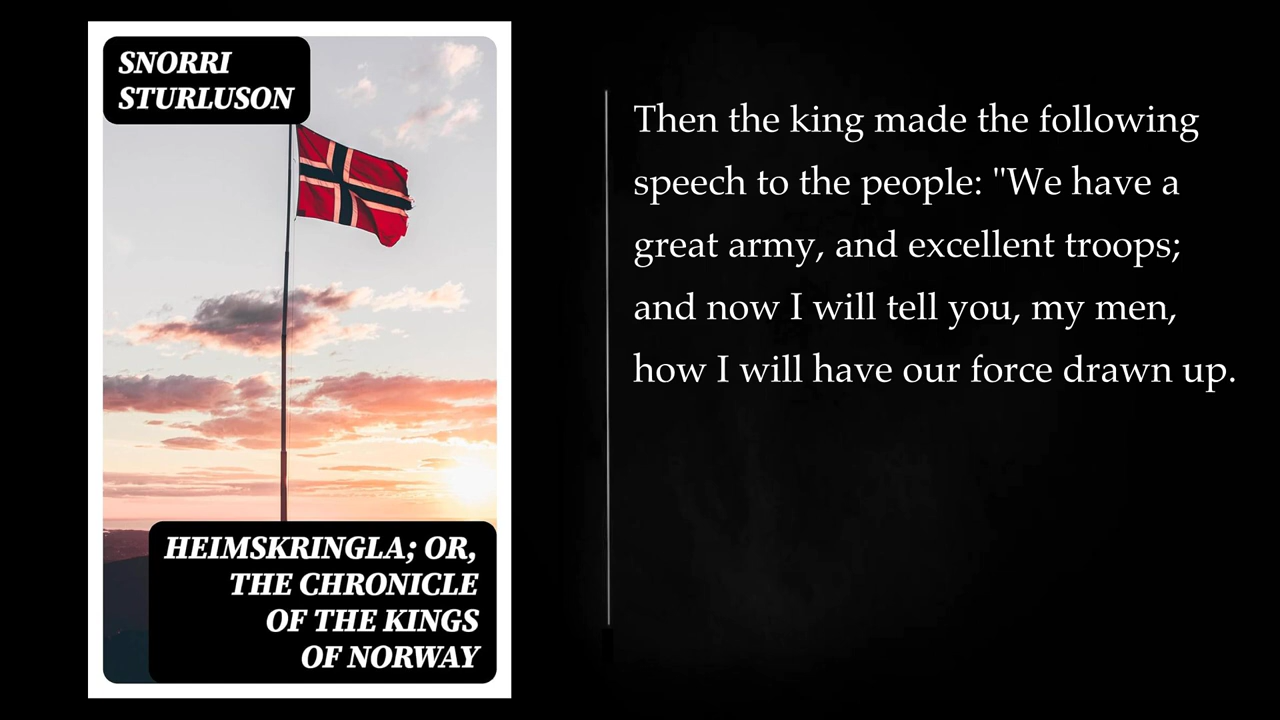 SNORRI
STURLUSON
HEIMSKRINGLA; OR,
THE CHRONICLE
OF THE KINGS
OF NORWAY
Then the king made the following
speech to the people: "We have a
great army, and excellent troops;
and now I will tell you, my men,
how I will have our force drawn up.